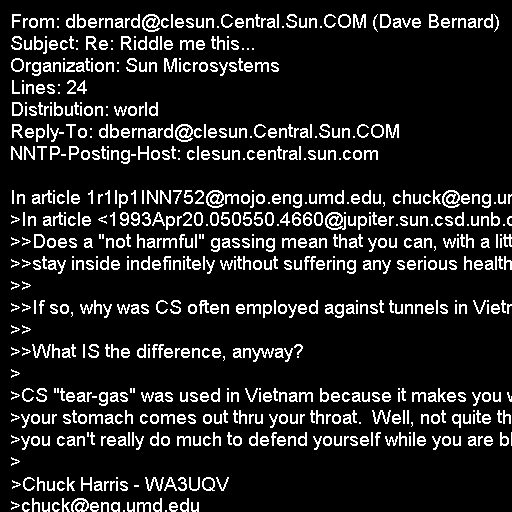 From: dbernard@clesun.Central.Sun.COM (Dave Bernard)
Subject: Re: Riddle me this...
Organization: Sun Microsystems
Lines: 24
Distribution: world
Reply-To: dbernard@clesun.Central.Sun.COM
NNTP-Posting-Host: clesun.central.sun.com

In article 1r1lp1INN752@mojo.eng.umd.edu, chuck@eng.un
>In article <1993Apr20.050550.4660@jupiter.sun.csd.unb.c
>>Does a "not harmful" gassing mean that you can, with a litt
>>stay inside indefinitely without suffering any serious health
>>
>>If so, why was CS often employed against tunnels in Vietn
>>
>>What IS the difference, anyway?
>
>CS "tear-gas" was used in Vietnam because it makes you w
>your stomach comes out thru your throat.  Well, not quite th
>you can't really do much to defend yourself while you are bl
>
>Chuck Harris - WA3UQV
>chuck@eng.umd.edu